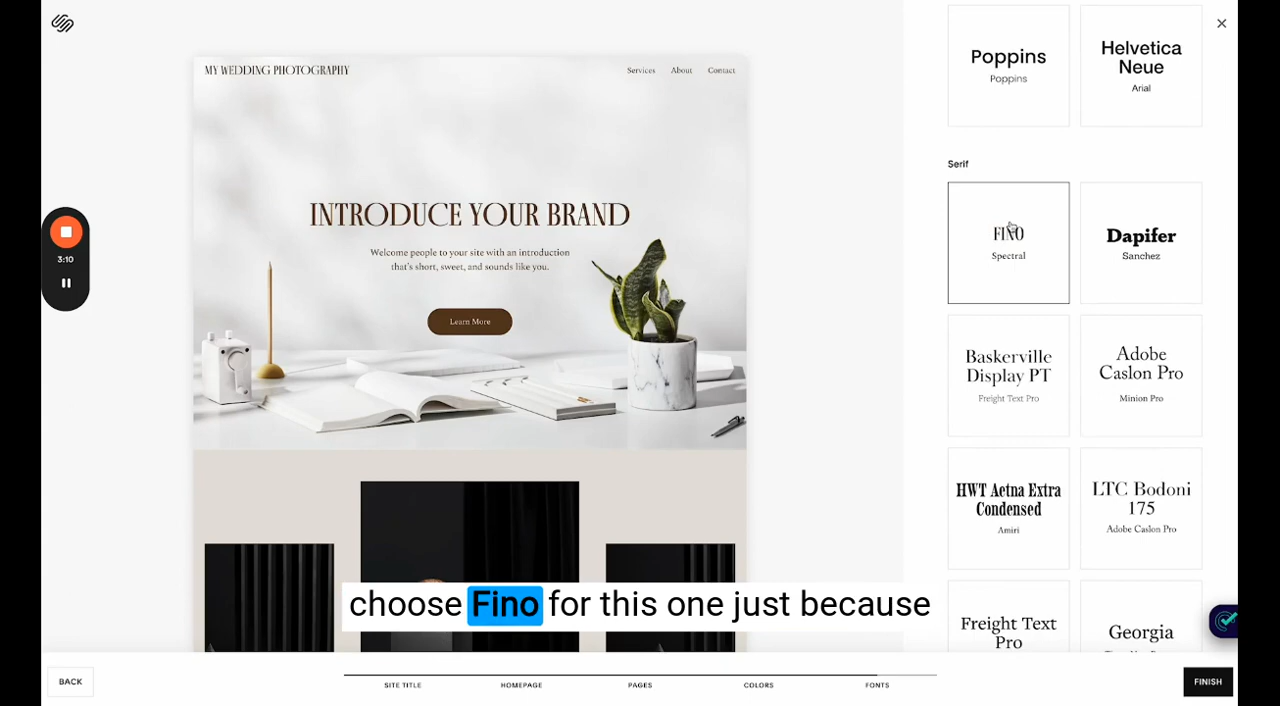 MY WEDDING PHOTOGRAPHY
Services About Contact
INTRODUCE YOUR BRAND
Welcome people to your site with an introduction
that's short, sweet, and sounds like you.
Learn More
3:10
Poppins
Poppins
Helvetica
Neue
Arial
Serif
FINO
Spectral
Dapifer
Sanchez
Baskerville
Display PT
Freight Text Pro
Adobe
Caslon Pro
Minion Pro
HWT Aetna Extra
Condensed
Amiri
LTC Bodoni
175
Adobe Caslon Pro
Freight Text
Pro
Georgia
choose Fino for this one just because
BACK
SITE TITLE
HOMEPAGE
PAGES
COLORS
FONTS
FINISH